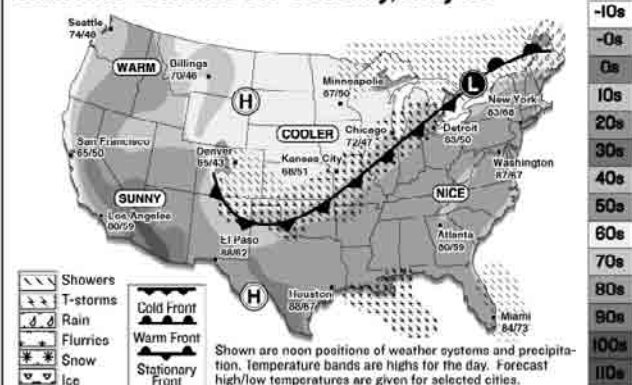 Seattle
74/46
WARM
Billings
70/46
H
Minneapolis
67/50
L
COOLER
New York
83/68
San Francisco
65/50
Denver
65/43
Chicago
72/47
Detroit
63/50
Kansas City
68/51
Washington
87/67
SUNNY
NICE
Los Angeles
80/59
Atlanta
80/59
El Paso
88/62
H
Houston
88/67
Miami
84/73
Showers
T-storms
Rain
Flurries
Snow
Ice
Cold Front
Warm Front
Stationary
Front
Shown are noon positions of weather systems and precipita-
tion. Temperature bands are highs for the day. Forecast
high/low temperatures are given for selected cities.
-10s
-0s
0s
10s
20s
30s
40s
50s
60s
70s
80s
90s
100s
110s